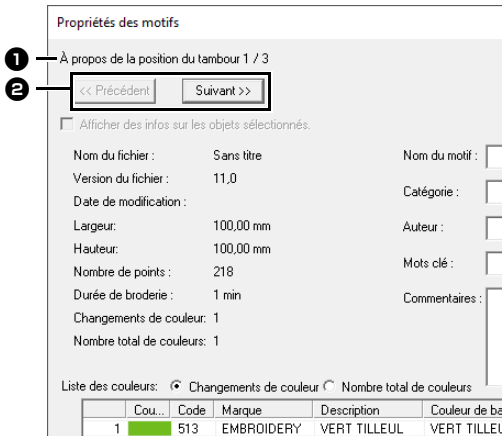 Propriétés des motifs
❶ À propos de la position du tambour 1 / 3
❷ << Précédent Suivant >>
Afficher des infos sur les objets sélectionnés.
Nom du fichier : Sans titre Nom du motif :
Version du fichier : 11,0 Catégorie :
Date de modification :
Largeur: 100,00 mm Auteur :
Hauteur: 100,00 mm
Nombre de points : 218 Mots clé :
Durée de broderie : 1 min Commentaires :
Changements de couleur: 1
Nombre total de couleurs: 1
Liste des couleurs: Changements de couleur Nombre total de couleurs
Cou... Code Marque Description Couleur de ba
1 513 EMBROIDERY VERT TILLEUL VERT TILLEU